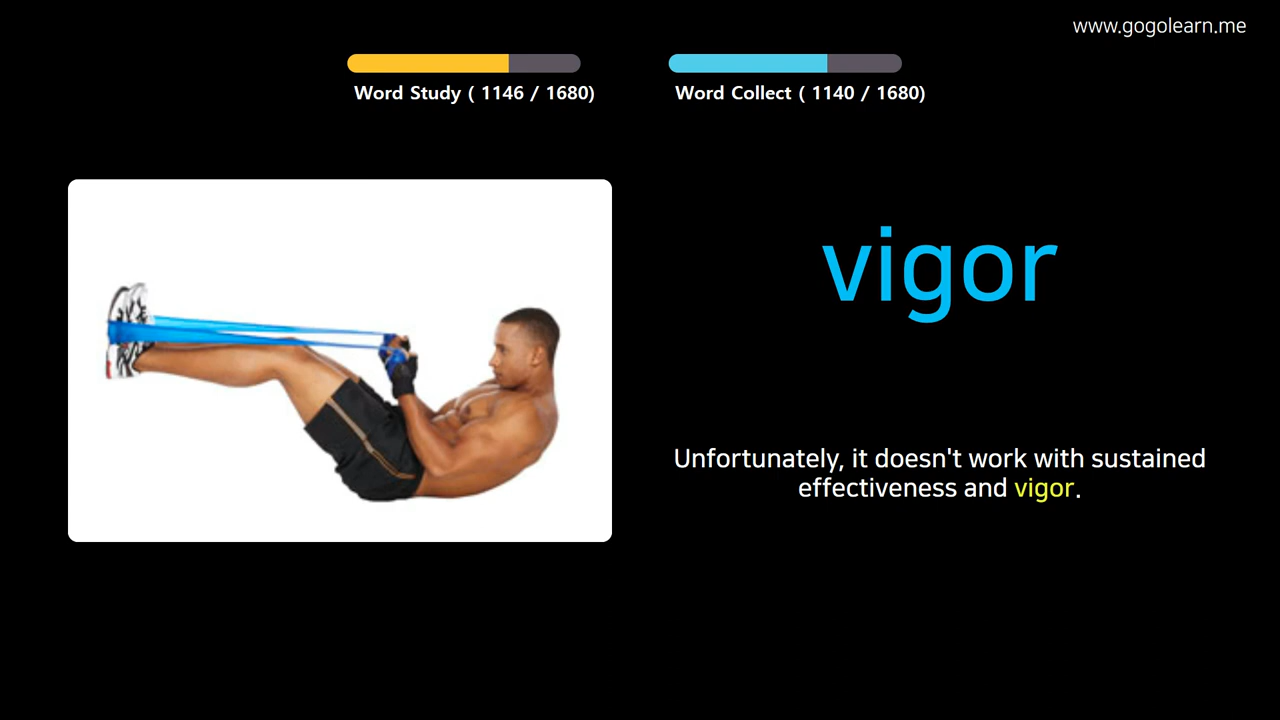 www.gogolearn.me
Word Study ( 1146 / 1680)
Word Collect ( 1140 / 1680)
vigor
Unfortunately, it doesn't work with sustained
effectiveness and vigor.